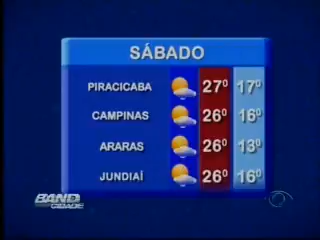 SÁBADO
PIRACICABA 27º 17º
CAMPINAS 26º 16º
ARARAS 26º 13º
JUNDIAÍ 26º 16º
BAND
CIDADE